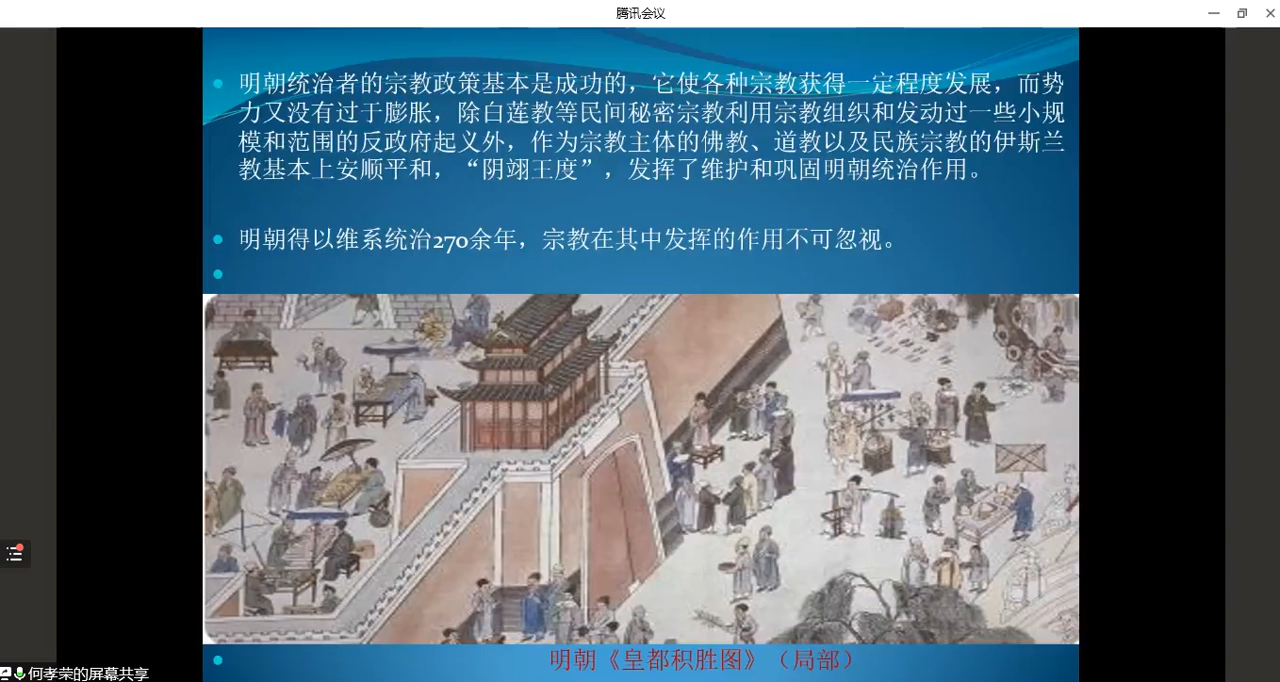 腾讯会议
明朝统治者的宗教政策基本是成功的，它使各种宗教获得一定程度发展，而势
力又没有过于膨胀，除白莲教等民间秘密宗教利用宗教组织和发动过一些小规
模和范围的反政府起义外，作为宗教主体的佛教、道教以及民族宗教的伊斯兰
教基本上安顺平和，“阴翊王度”，发挥了维护和巩固明朝统治作用。
明朝得以维系统治270余年，宗教在其中发挥的作用不可忽视。
明朝《皇都积胜图》（局部）
何孝荣的屏幕共享